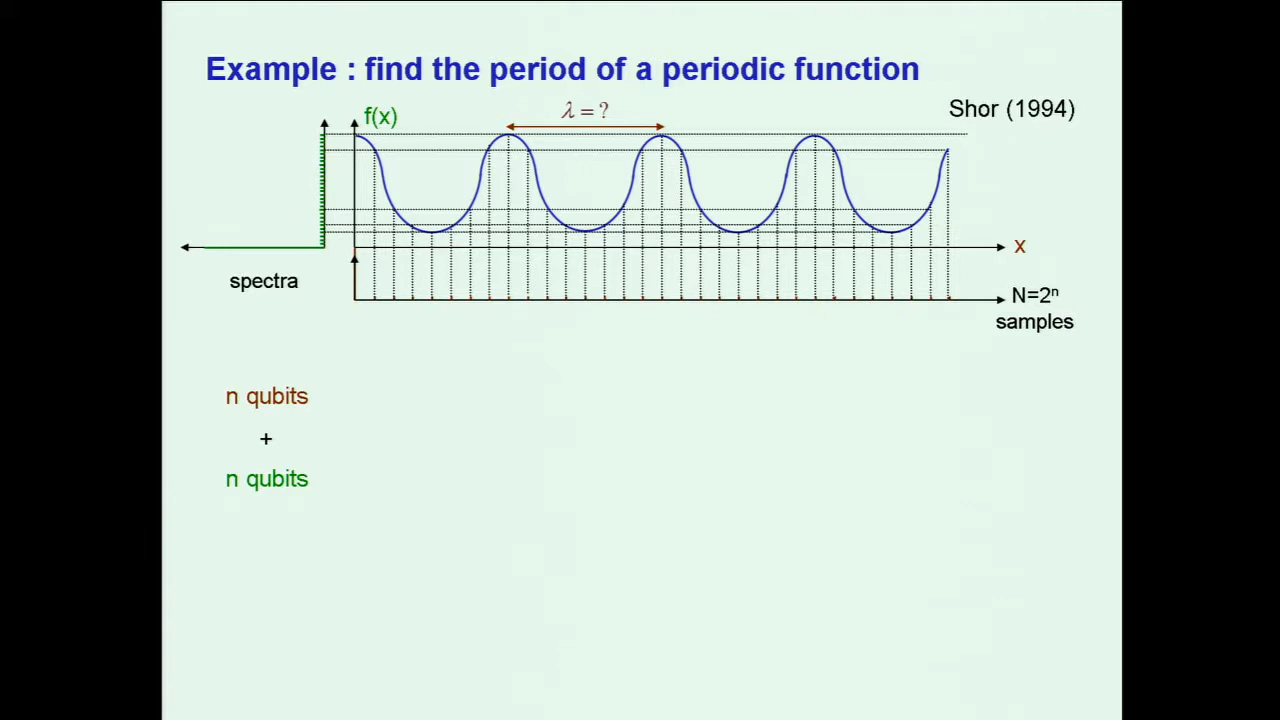 Example : find the period of a periodic function
Shor (1994)
f(x)
λ = ?
x
spectra
N=2ⁿ
samples
n qubits
+
n qubits